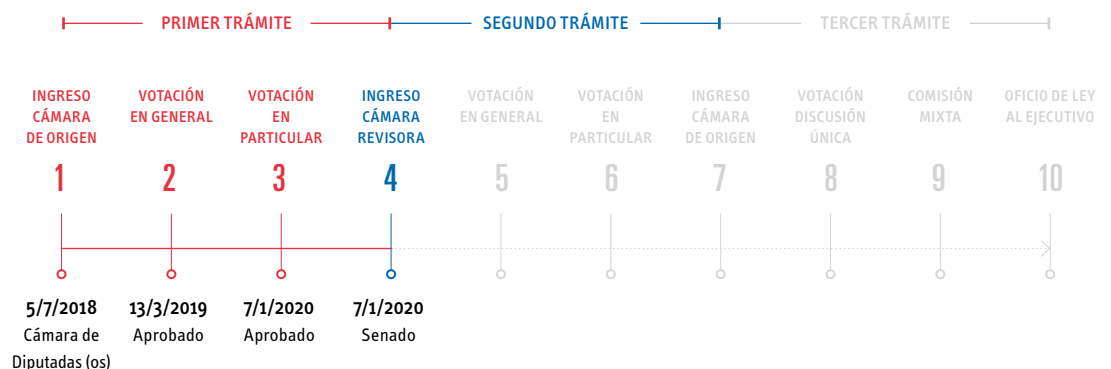 PRIMER TRÁMITE
SEGUNDO TRÁMITE
TERCER TRÁMITE
INGRESO
CÁMARA
DE ORIGEN
1
VOTACIÓN
EN GENERAL
2
VOTACIÓN
EN
PARTICULAR
3
INGRESO
CÁMARA
REVISORA
4
VOTACIÓN
EN GENERAL
5
VOTACIÓN
EN
PARTICULAR
6
INGRESO
CÁMARA
DE ORIGEN
7
VOTACIÓN
DISCUSIÓN
ÚNICA
8
COMISIÓN
MIXTA
9
OFICIO DE LEY
AL EJECUTIVO
10
5/7/2018
Cámara de
Diputadas (os)
13/3/2019
Aprobado
7/1/2020
Aprobado
7/1/2020
Senado